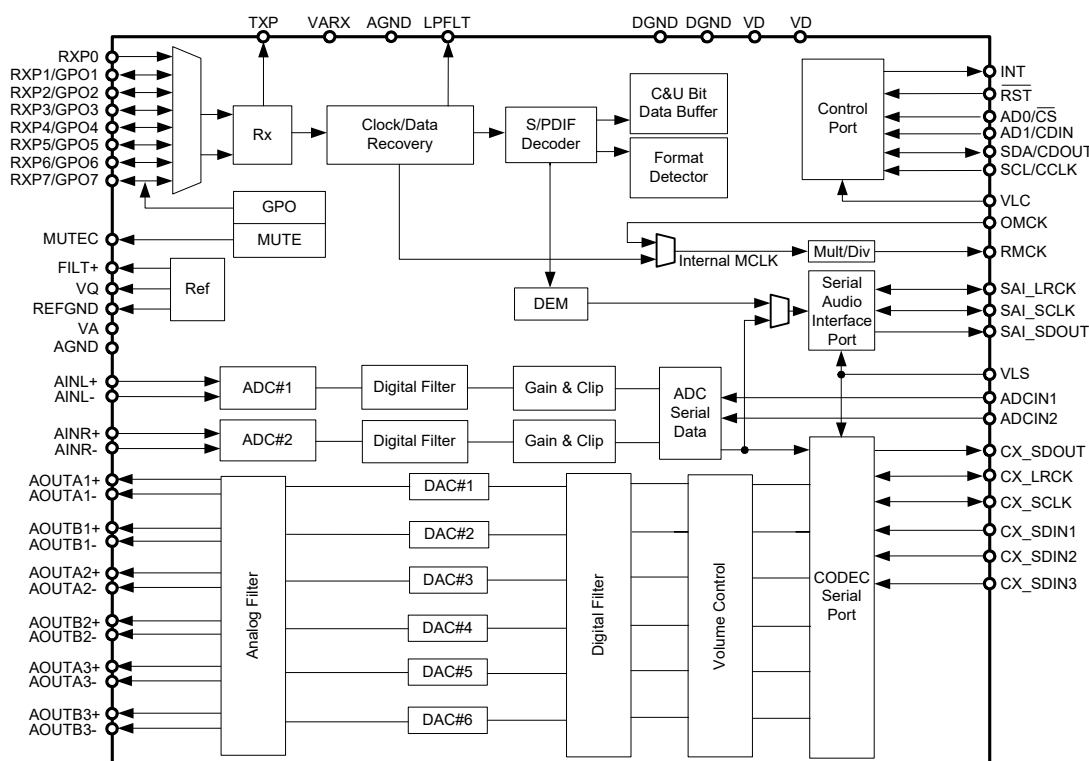 TXP VARX AGND LPFLT DGND DGND VD VD
RXP0
RXP1/GPO1
RXP2/GPO2
RXP3/GPO3
RXP4/GPO4
RXP5/GPO5
RXP6/GPO6
RXP7/GPO7
MUTEC
FILT+
VQ
REFGND
VA
AGND
AINL+
AINL-
AINR+
AINR-
AOUTA1+
AOUTA1-
AOUTB1+
AOUTB1-
AOUTA2+
AOUTA2-
AOUTB2+
AOUTB2-
AOUTA3+
AOUTA3-
AOUTB3+
AOUTB3-
Rx
Clock/Data
Recovery
S/PDIF
Decoder
C&U Bit
Data Buffer
Format
Detector
Control
Port
GPO
MUTE
Ref
Internal MCLK
Mult/Div
DEM
Serial
Audio
Interface
Port
ADC#1
Digital Filter
Gain & Clip
ADC
Serial
Data
ADC#2
Digital Filter
Gain & Clip
Analog Filter
DAC#1
DAC#2
DAC#3
DAC#4
DAC#5
DAC#6
Digital Filter
Volume Control
CODEC
Serial
Port
INT
RST
AD0/CS
AD1/CDIN
SDA/CDOUT
SCL/CCLK
VLC
OMCK
RMCK
SAI_LRCK
SAI_SCLK
SAI_SDOUT
VLS
ADCIN1
ADCIN2
CX_SDOUT
CX_LRCK
CX_SCLK
CX_SDIN1
CX_SDIN2
CX_SDIN3